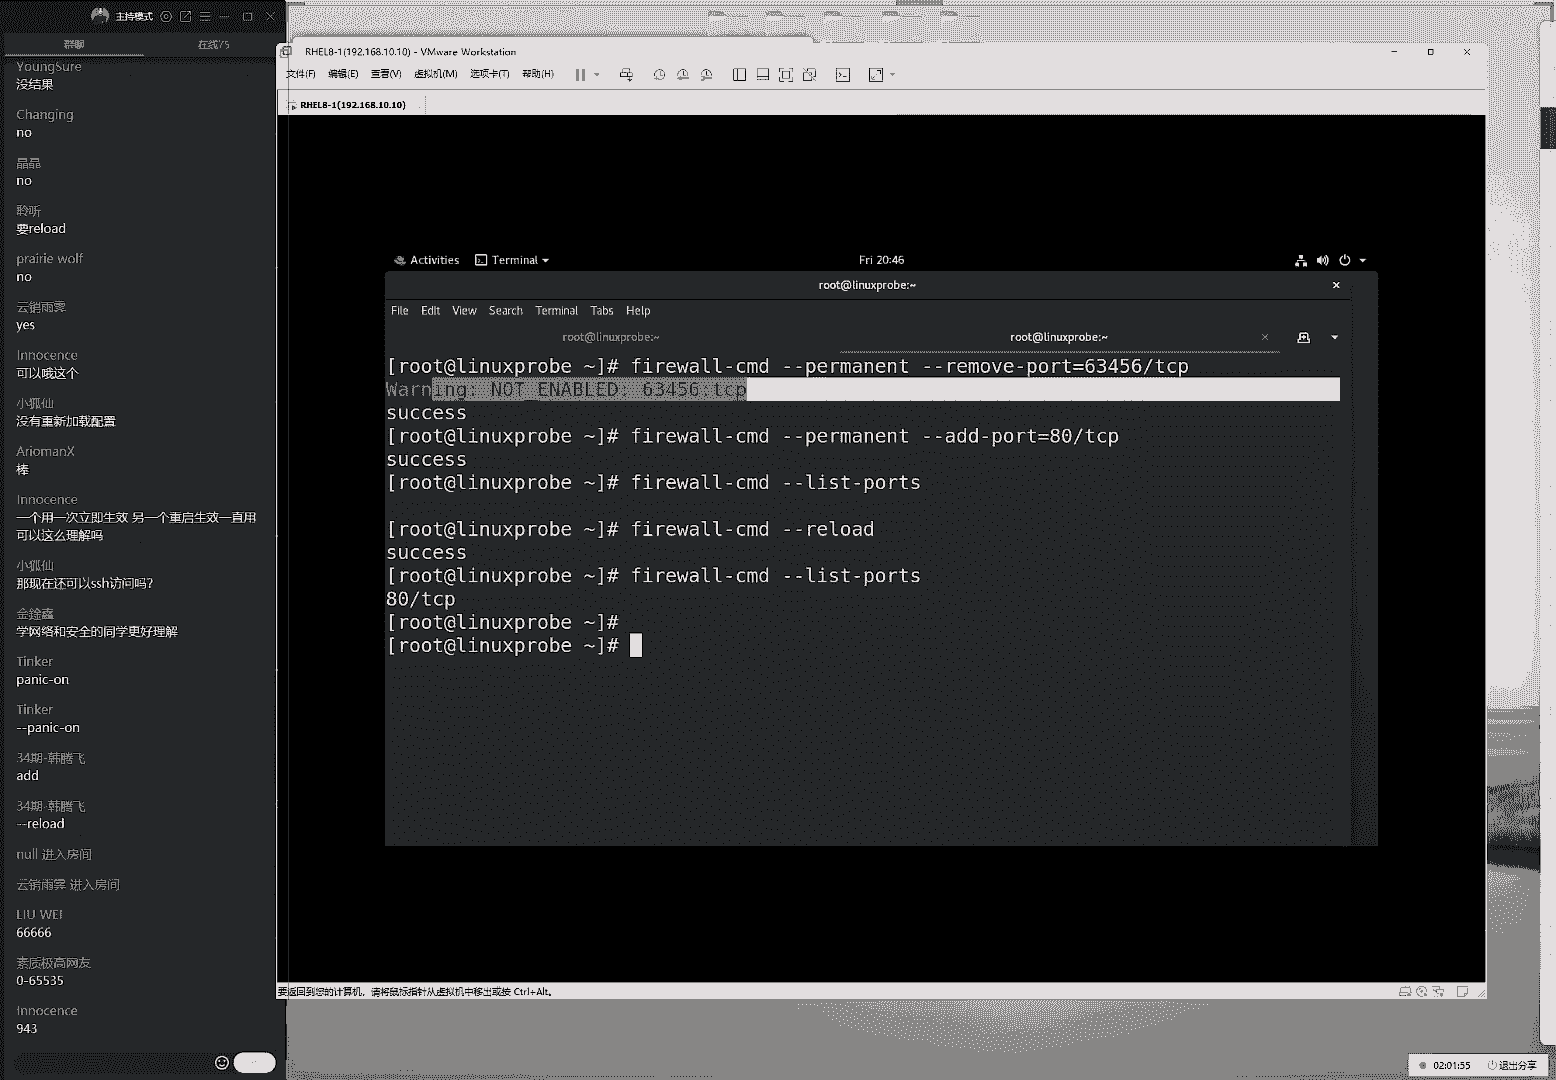 主持模式
群聊
在线75
YoungSure
没结果
Changing
no
晶晶
no
聆听
要reload
prairie wolf
no
云销雨霁
yes
Innocence
可以哦这个
小狐仙
没有重新加载配置
AriomanX
棒
Innocence
一个用一次立即生效 另一个重启生效一直用
可以这么理解吗
小狐仙
那现在还可以ssh访问吗?
金銓鑫
学网络和安全的同学更好理解
Tinker
panic-on
Tinker
--panic-on
34期-韩腾飞
add
34期-韩腾飞
--reload
null 进入房间
云销雨霁 进入房间
LIU WEI
66666
素质极高网友
0-65535
Innocence
943
RHEL8-1(192.168.10.10) - VMware Workstation
文件(F) 编辑(E) 查看(V) 虚拟机(M) 选项卡(T) 帮助(H)
RHEL8-1(192.168.10.10)
Activities Terminal Fri 20:46
root@linuxprobe:~
File Edit View Search Terminal Tabs Help
root@linuxprobe:~ root@linuxprobe:~
[root@linuxprobe ~]# firewall-cmd --permanent --remove-port=63456/tcp
Warning: NOT_ENABLED: 63456:tcp
success
[root@linuxprobe ~]# firewall-cmd --permanent --add-port=80/tcp
success
[root@linuxprobe ~]# firewall-cmd --list-ports
[root@linuxprobe ~]# firewall-cmd --reload
success
[root@linuxprobe ~]# firewall-cmd --list-ports
80/tcp
[root@linuxprobe ~]#
[root@linuxprobe ~]#
要返回到您的计算机，请将鼠标指针从虚拟机中移出或按 Ctrl+Alt。
02:01:55 退出分享